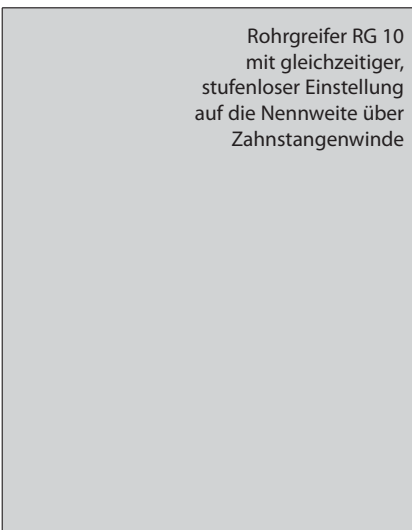 Rohrgreifer RG 10
mit gleichzeitiger,
stufenloser Einstellung
auf die Nennweite über
Zahnstangenwinde